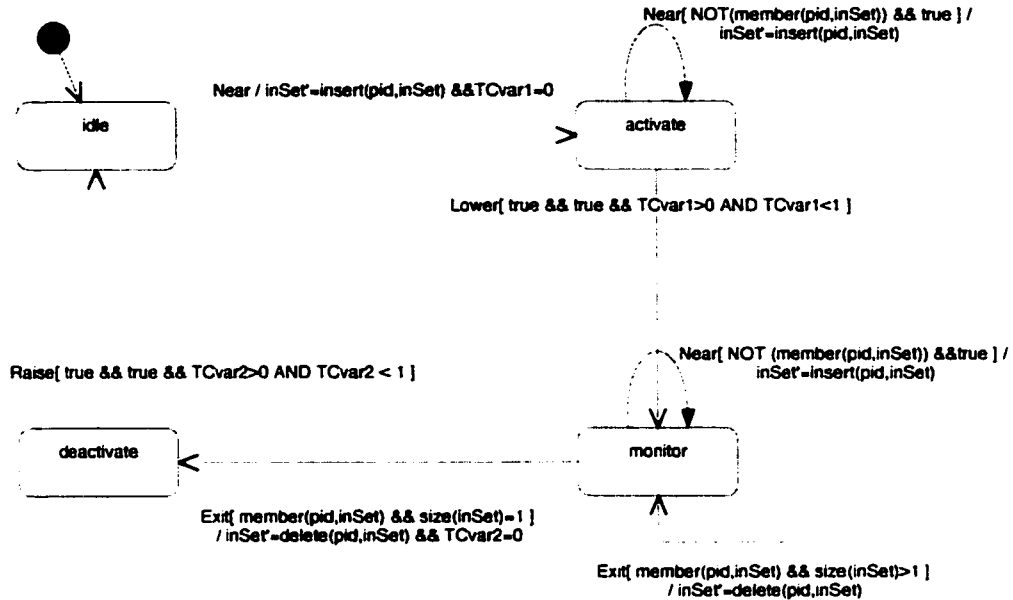 Near[ NOT(member(pid,inSet)) && true ] /
inSet'=insert(pid,inSet)
Near / inSet'=insert(pid,inSet) &&TCvar1=0
idle
activate
Lower[ true && true && TCvar1>0 AND TCvar1<1 ]
Near[ NOT (member(pid,inSet)) &&true ] /
inSet'=insert(pid,inSet)
Raise[ true && true && TCvar2>0 AND TCvar2 < 1 ]
deactivate
monitor
Exit[ member(pid,inSet) && size(inSet)=1 ]
/ inSet'=delete(pid,inSet) && TCvar2=0
Exit[ member(pid,inSet) && size(inSet)>1 ]
/ inSet'=delete(pid,inSet)